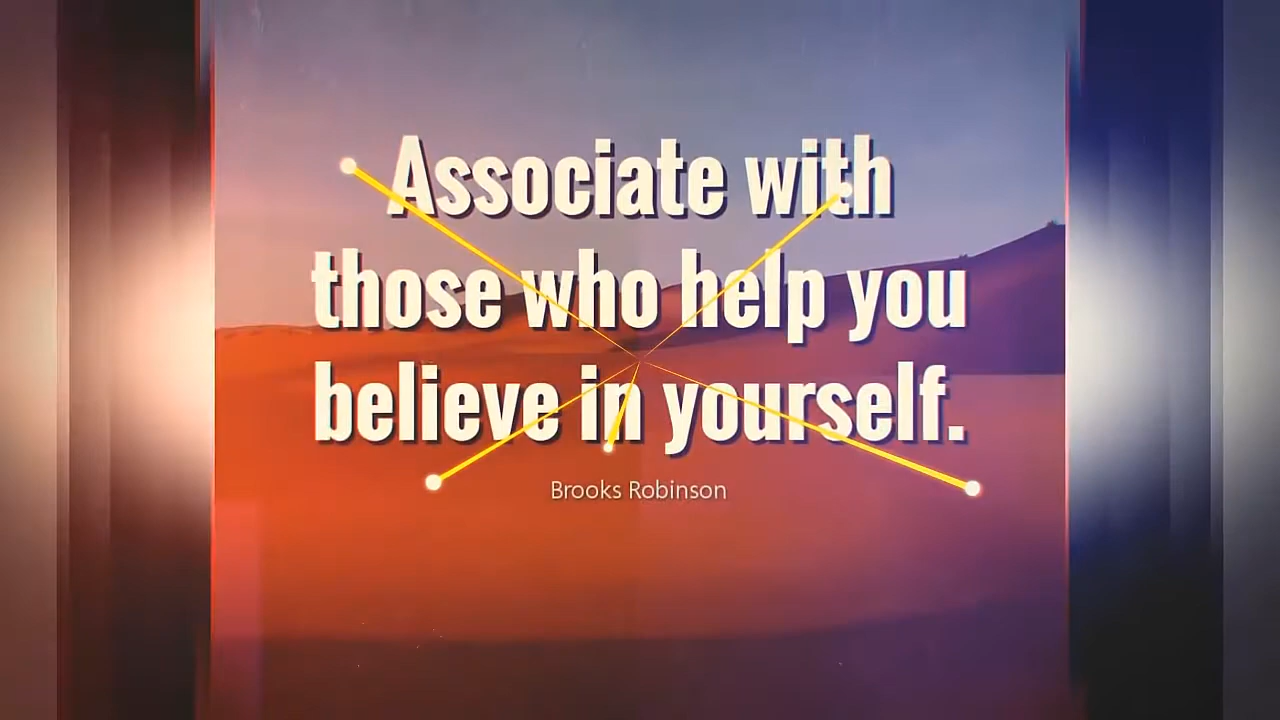 Associate with
those who help you
believe in yourself.
Brooks Robinson